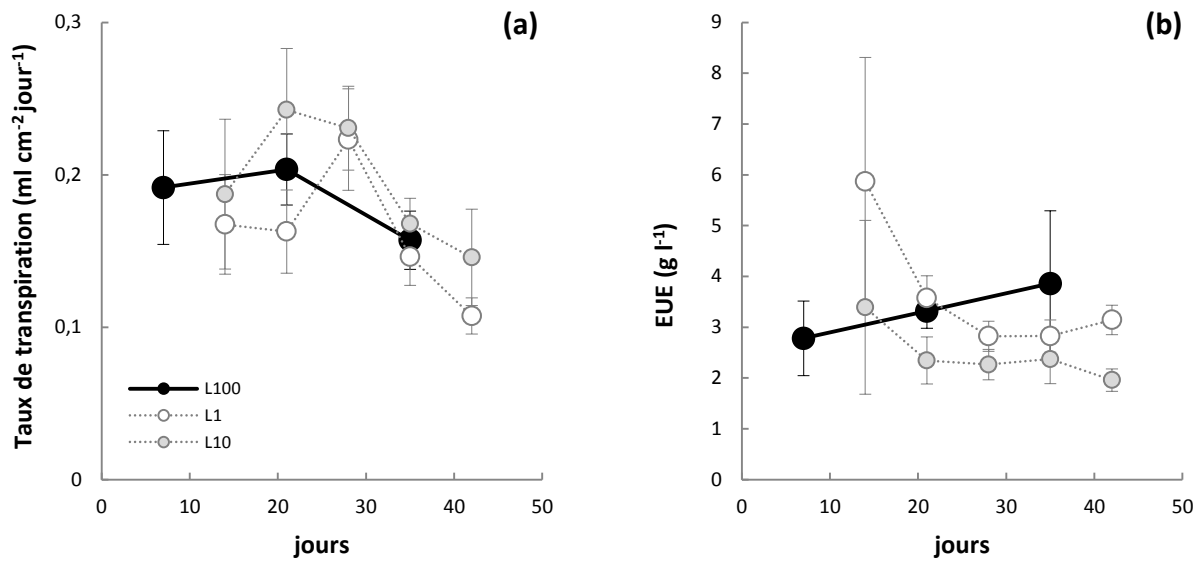 (a)
Taux de transpiration (ml cm⁻² jour⁻¹)
0,3
0,2
0,1
0
L100
L1
L10
0 10 20 30 40 50
jours
(b)
EUE (g l⁻¹)
9
8
7
6
5
4
3
2
1
0
0 10 20 30 40 50
jours